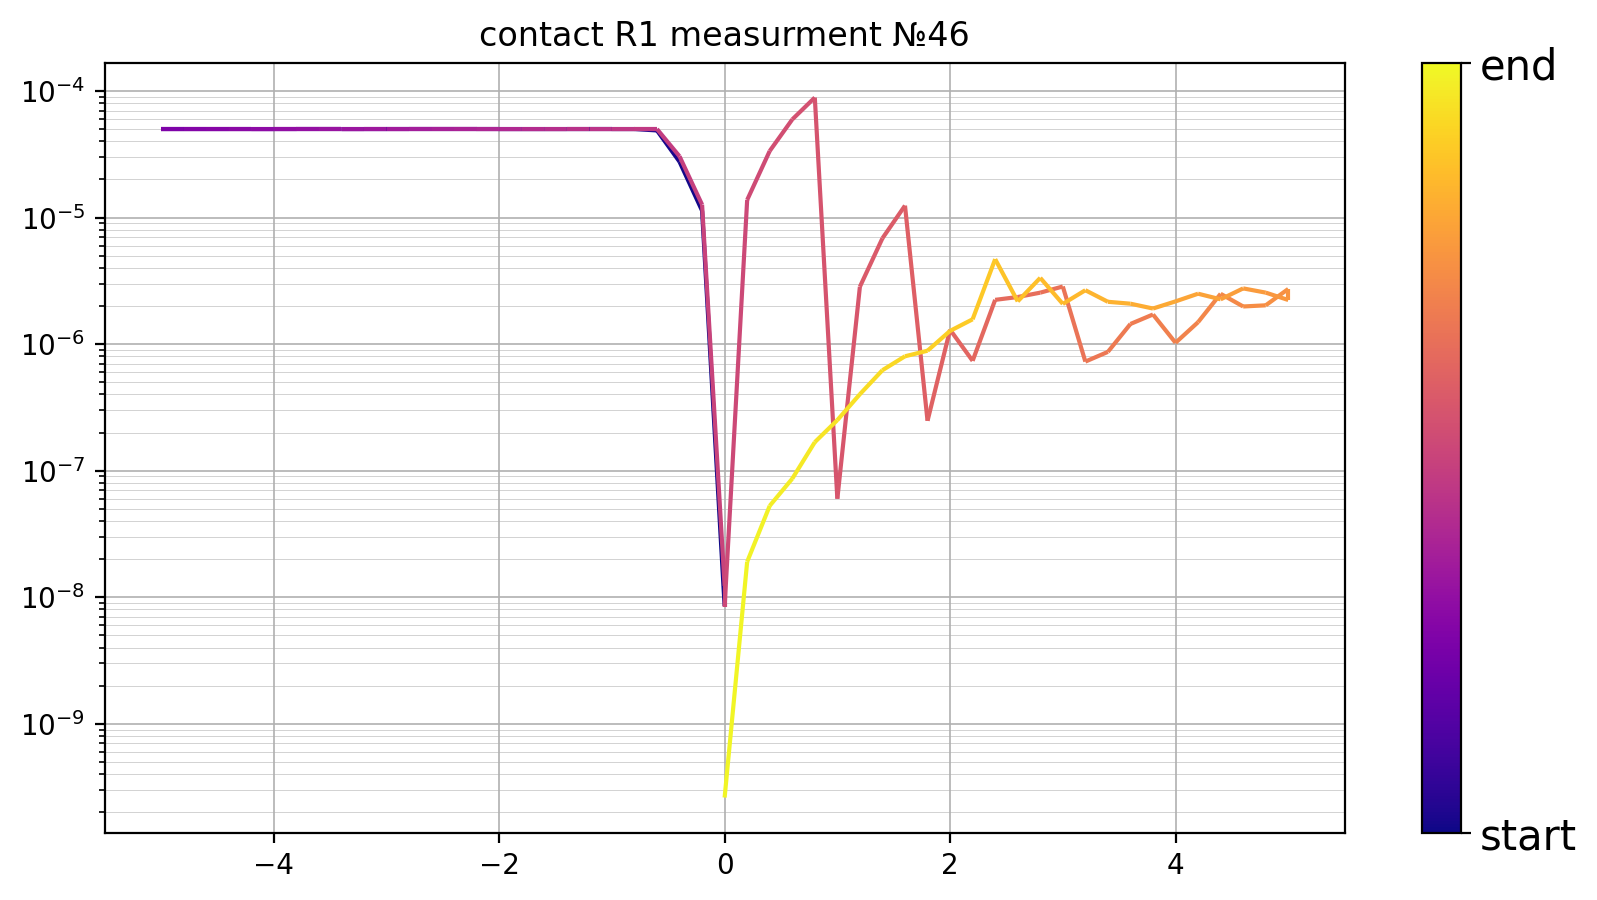 contact R1 measurment №46
10⁻⁴
10⁻⁵
10⁻⁶
10⁻⁷
10⁻⁸
10⁻⁹
−4 −2 0 2 4
end
start